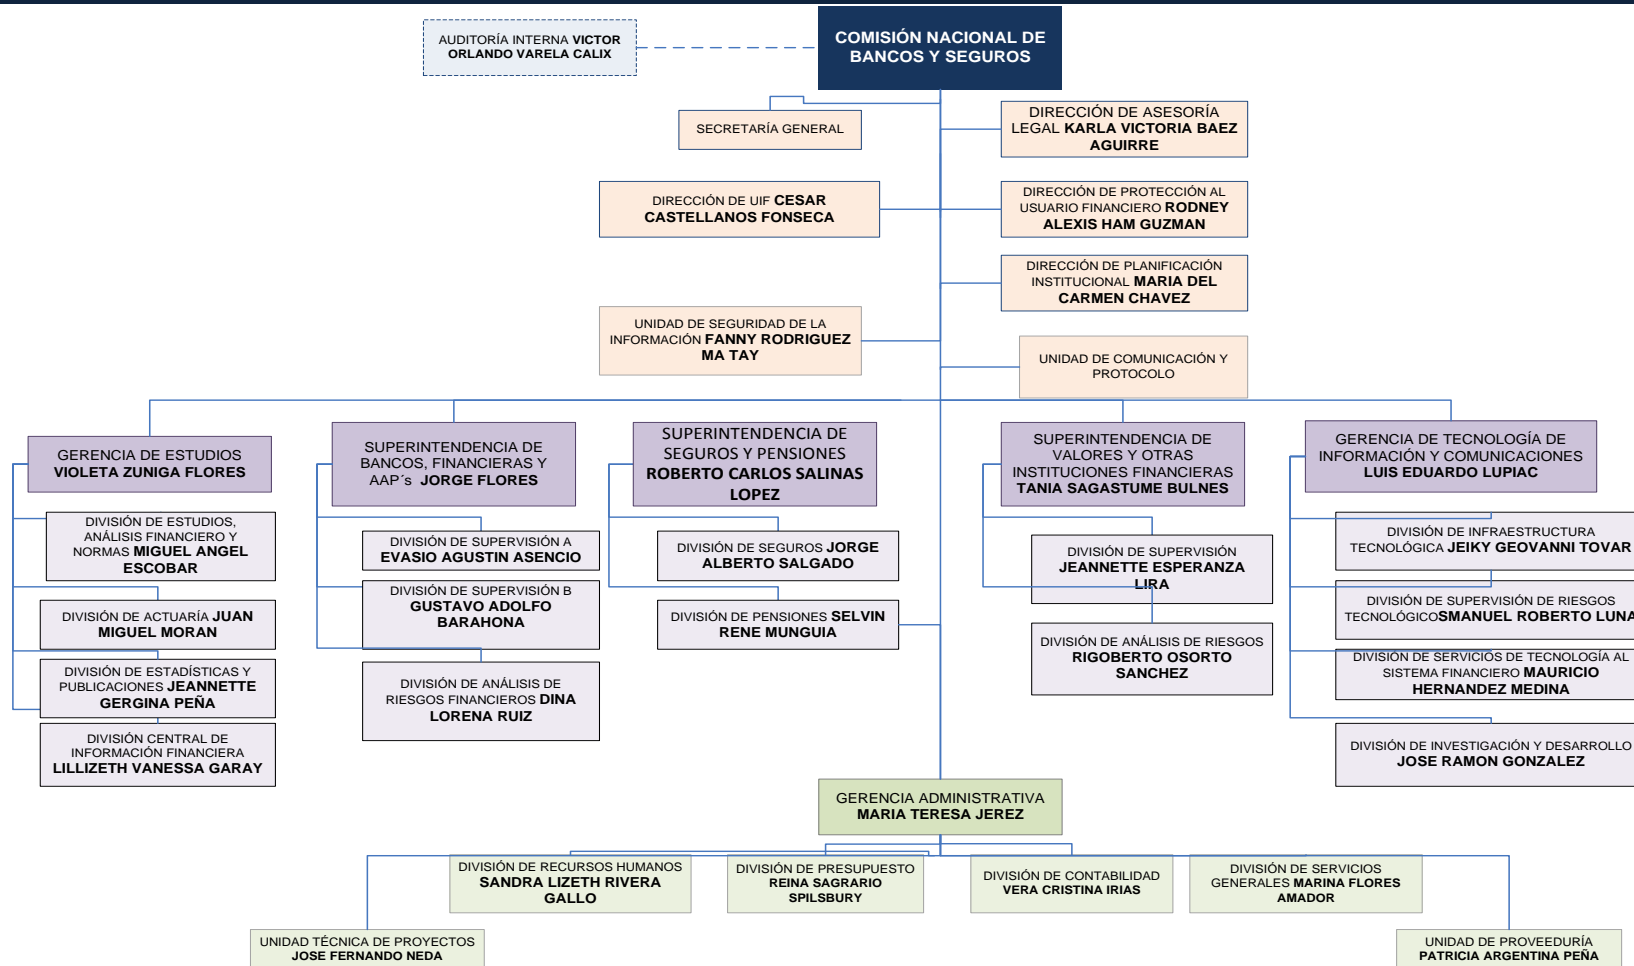 AUDITORÍA INTERNA VICTOR
ORLANDO VARELA CALIX
COMISIÓN NACIONAL DE
BANCOS Y SEGUROS
SECRETARÍA GENERAL
DIRECCIÓN DE ASESORÍA
LEGAL KARLA VICTORIA BAEZ
AGUIRRE
DIRECCIÓN DE UIF CESAR
CASTELLANOS FONSECA
DIRECCIÓN DE PROTECCIÓN AL
USUARIO FINANCIERO RODNEY
ALEXIS HAM GUZMAN
DIRECCIÓN DE PLANIFICACIÓN
INSTITUCIONAL MARIA DEL
CARMEN CHAVEZ
UNIDAD DE SEGURIDAD DE LA
INFORMACIÓN FANNY RODRIGUEZ
MA TAY
UNIDAD DE COMUNICACIÓN Y
PROTOCOLO
GERENCIA DE ESTUDIOS
VIOLETA ZUNIGA FLORES
SUPERINTENDENCIA DE
BANCOS, FINANCIERAS Y
AAP´s JORGE FLORES
SUPERINTENDENCIA DE
SEGUROS Y PENSIONES
ROBERTO CARLOS SALINAS
LOPEZ
SUPERINTENDENCIA DE
VALORES Y OTRAS
INSTITUCIONES FINANCIERAS
TANIA SAGASTUME BULNES
GERENCIA DE TECNOLOGÍA DE
INFORMACIÓN Y COMUNICACIONES
LUIS EDUARDO LUPIAC
DIVISIÓN DE ESTUDIOS,
ANÁLISIS FINANCIERO Y
NORMAS MIGUEL ANGEL
ESCOBAR
DIVISIÓN DE ACTUARÍA JUAN
MIGUEL MORAN
DIVISIÓN DE ESTADÍSTICAS Y
PUBLICACIONES JEANNETTE
GERGINA PEÑA
DIVISIÓN CENTRAL DE
INFORMACIÓN FINANCIERA
LILLIZETH VANESSA GARAY
DIVISIÓN DE SUPERVISIÓN A
EVASIO AGUSTIN ASENCIO
DIVISIÓN DE SUPERVISIÓN B
GUSTAVO ADOLFO
BARAHONA
DIVISIÓN DE ANÁLISIS DE
RIESGOS FINANCIEROS DINA
LORENA RUIZ
DIVISIÓN DE SEGUROS JORGE
ALBERTO SALGADO
DIVISIÓN DE PENSIONES SELVIN
RENE MUNGUIA
DIVISIÓN DE SUPERVISIÓN
JEANNETTE ESPERANZA
LIRA
DIVISIÓN DE ANÁLISIS DE RIESGOS
RIGOBERTO OSORTO
SANCHEZ
DIVISIÓN DE INFRAESTRUCTURA
TECNOLÓGICA JEIKY GEOVANNI TOVAR
DIVISIÓN DE SUPERVISIÓN DE RIESGOS
TECNOLÓGICOSMANUEL ROBERTO LUNA
DIVISIÓN DE SERVICIOS DE TECNOLOGÍA AL
SISTEMA FINANCIERO MAURICIO
HERNANDEZ MEDINA
DIVISIÓN DE INVESTIGACIÓN Y DESARROLLO
JOSE RAMON GONZALEZ
GERENCIA ADMINISTRATIVA
MARIA TERESA JEREZ
DIVISIÓN DE RECURSOS HUMANOS
SANDRA LIZETH RIVERA
GALLO
DIVISIÓN DE PRESUPUESTO
REINA SAGRARIO
SPILSBURY
DIVISIÓN DE CONTABILIDAD
VERA CRISTINA IRIAS
DIVISIÓN DE SERVICIOS
GENERALES MARINA FLORES
AMADOR
UNIDAD TÉCNICA DE PROYECTOS
JOSE FERNANDO NEDA
UNIDAD DE PROVEEDURÍA
PATRICIA ARGENTINA PEÑA